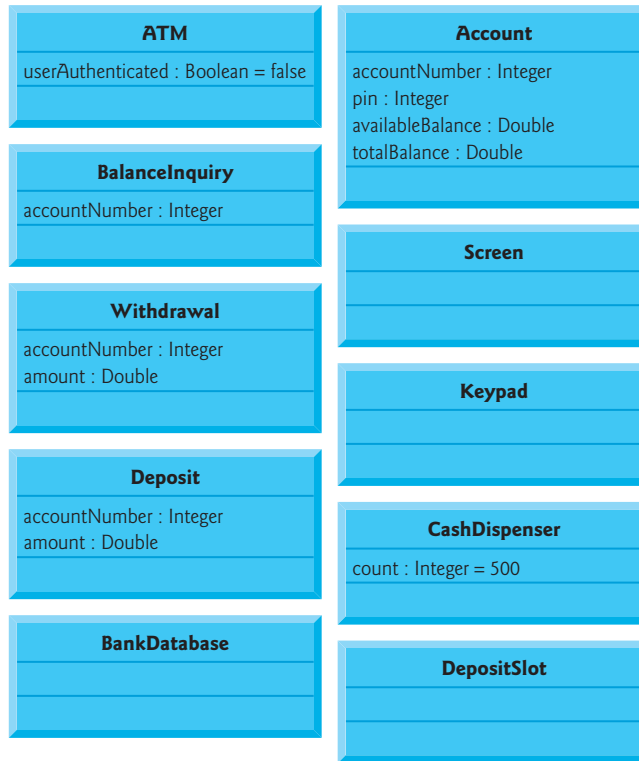 ATM
userAuthenticated : Boolean = false
BalanceInquiry
accountNumber : Integer
Withdrawal
accountNumber : Integer
amount : Double
Deposit
accountNumber : Integer
amount : Double
BankDatabase
Account
accountNumber : Integer
pin : Integer
availableBalance : Double
totalBalance : Double
Screen
Keypad
CashDispenser
count : Integer = 500
DepositSlot